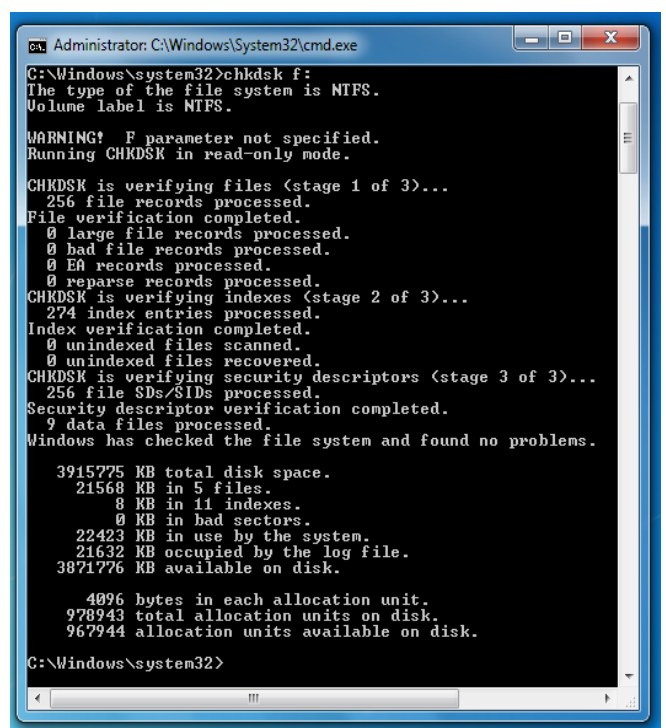 Administrator: C:\Windows\System32\cmd.exe
C:\Windows\system32>chkdsk f:
The type of the file system is NTFS.
Volume label is NTFS.
WARNING!  F parameter not specified.
Running CHKDSK in read-only mode.
CHKDSK is verifying files (stage 1 of 3)...
  256 file records processed.
File verification completed.
  0 large file records processed.
  0 bad file records processed.
  0 EA records processed.
  0 reparse records processed.
CHKDSK is verifying indexes (stage 2 of 3)...
  274 index entries processed.
Index verification completed.
  0 unindexed files scanned.
  0 unindexed files recovered.
CHKDSK is verifying security descriptors (stage 3 of 3)...
  256 file SDs/SIDs processed.
Security descriptor verification completed.
  9 data files processed.
Windows has checked the file system and found no problems.
   3915775 KB total disk space.
     21568 KB in 5 files.
         8 KB in 11 indexes.
         0 KB in bad sectors.
     22423 KB in use by the system.
     21632 KB occupied by the log file.
   3871776 KB available on disk.
      4096 bytes in each allocation unit.
    978943 total allocation units on disk.
    967944 allocation units available on disk.
C:\Windows\system32>